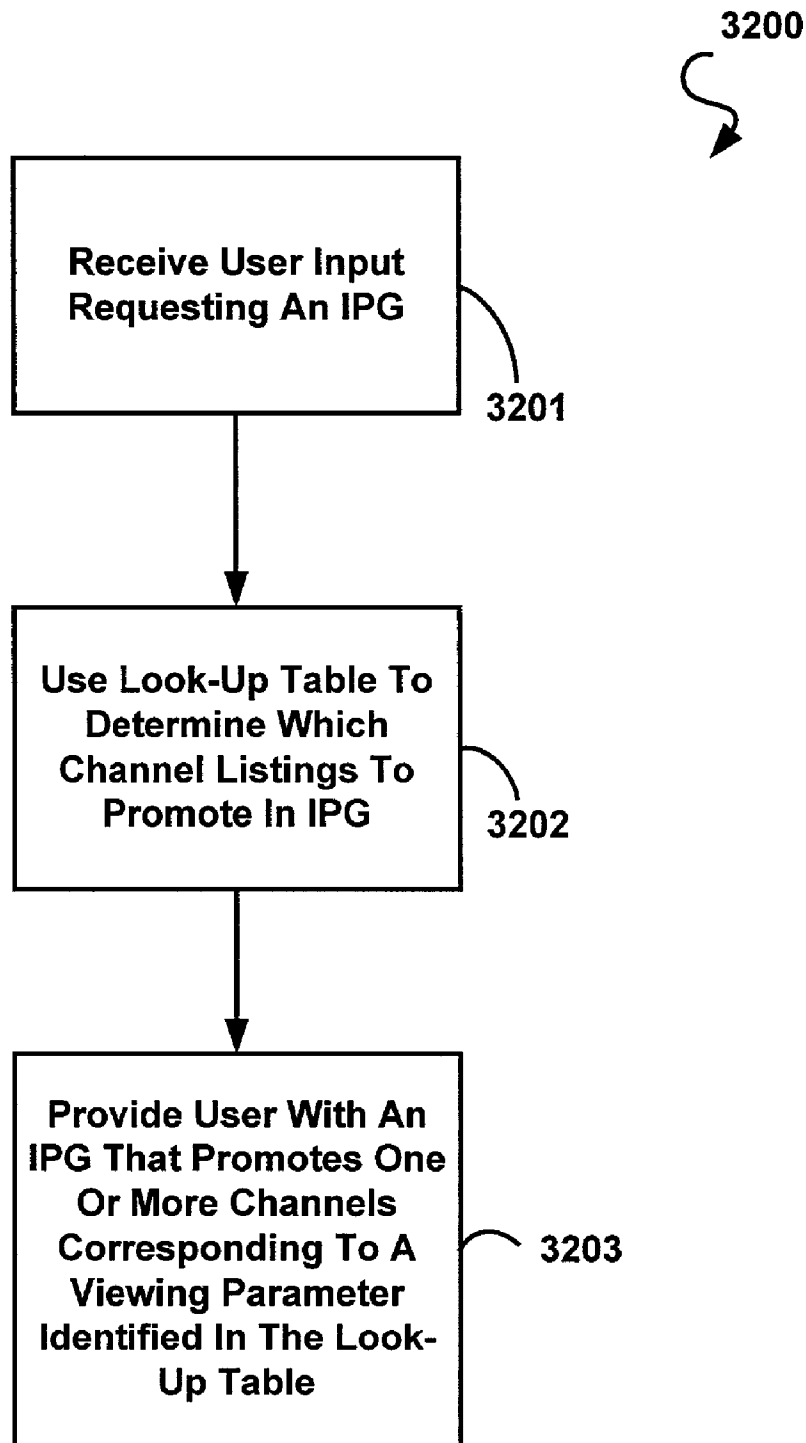 3200
Receive User Input
Requesting An IPG
3201
Use Look-Up Table To
Determine Which
Channel Listings To
Promote In IPG
3202
Provide User With An
IPG That Promotes One
Or More Channels
Corresponding To A
Viewing Parameter
Identified In The Look-
Up Table
3203